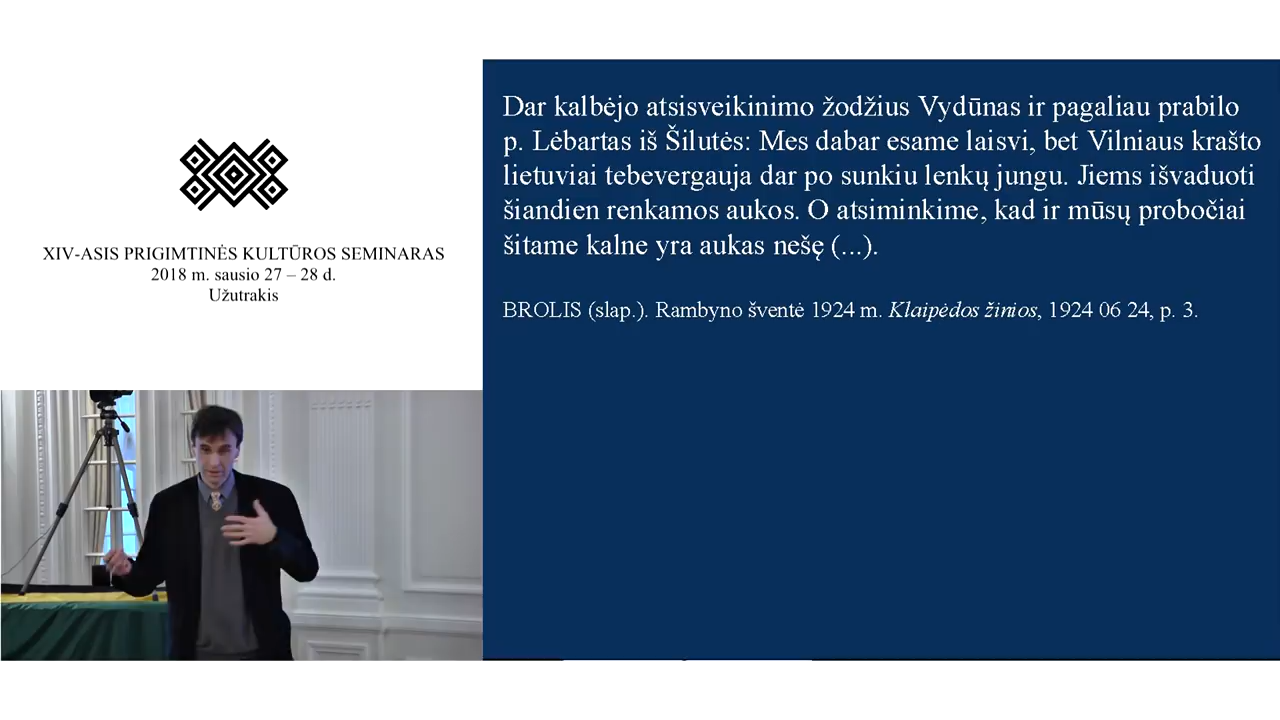 XIV-ASIS PRIGIMTINĖS KULTŪROS SEMINARAS
2018 m. sausio 27 – 28 d.
Užutrakis
Dar kalbėjo atsisveikinimo žodžius Vydūnas ir pagaliau prabilo
p. Lėbartas iš Šilutės: Mes dabar esame laisvi, bet Vilniaus krašto
lietuviai tebevergauja dar po sunkiu lenkų jungu. Jiems išvaduoti
šiandien renkamos aukos. O atsiminkime, kad ir mūsų probočiai
šitame kalne yra aukas nešę (...).
BROLIS (slap.). Rambyno šventė 1924 m. Klaipėdos žinios, 1924 06 24, p. 3.